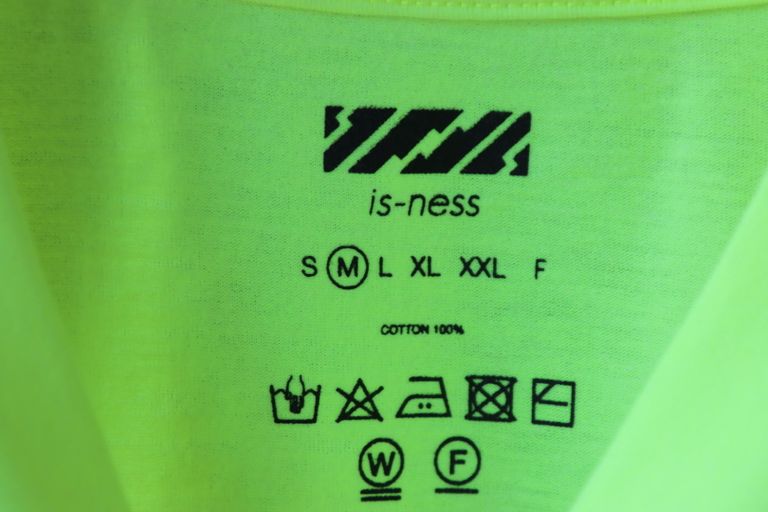 is-ness
S M L XL XXL F
COTTON 100%
W F